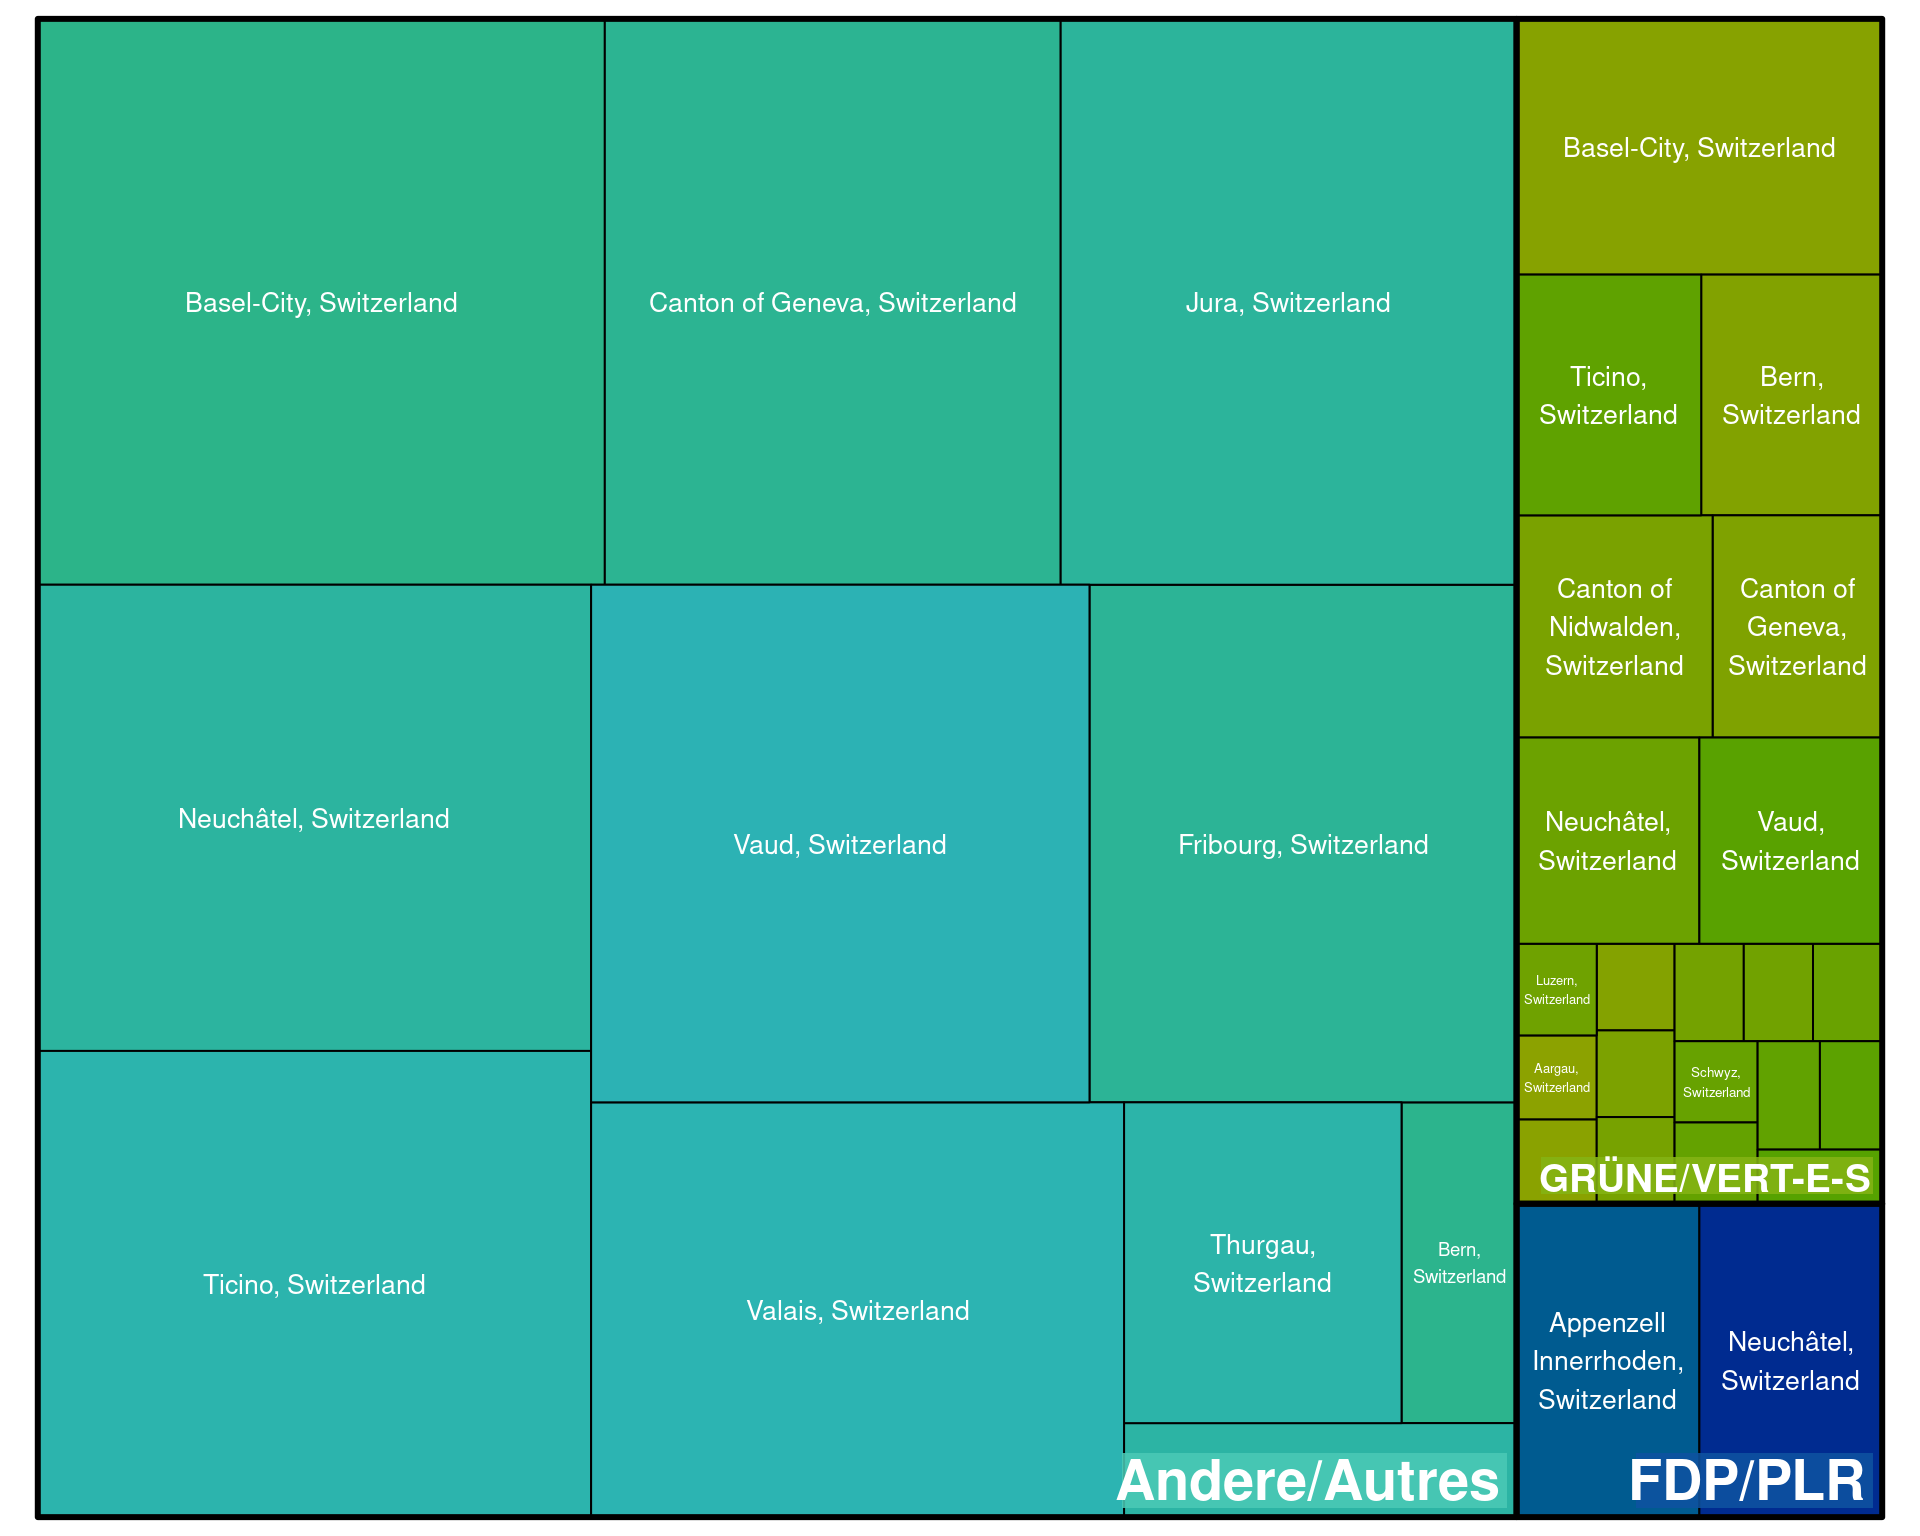 Basel-City, Switzerland
Canton of Geneva, Switzerland
Jura, Switzerland
Neuchâtel, Switzerland
Vaud, Switzerland
Fribourg, Switzerland
Ticino, Switzerland
Valais, Switzerland
Thurgau,
Switzerland
Bern,
Switzerland
Andere/Autres
Basel-City, Switzerland
Ticino,
Switzerland
Bern,
Switzerland
Canton of
Nidwalden,
Switzerland
Canton of
Geneva,
Switzerland
Neuchâtel,
Switzerland
Vaud,
Switzerland
Luzern,
Switzerland
Aargau,
Switzerland
Schwyz,
Switzerland
GRÜNE/VERT-E-S
Appenzell
Innerrhoden,
Switzerland
Neuchâtel,
Switzerland
FDP/PLR